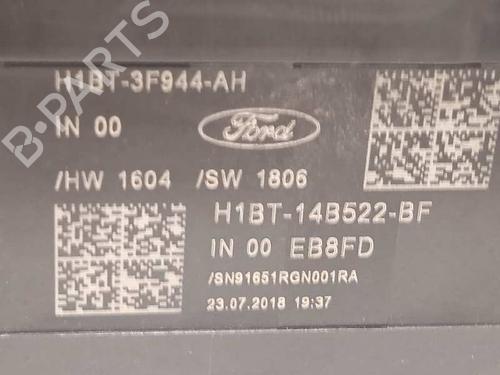 H1BT-3F944-AH
IN 00
Ford
/HW 1604 /SW 1806
H1BT-14B522-BF
IN 00 EB8FD
/SN91651RGN001RA
23.07.2018 19:37
B-PARTS